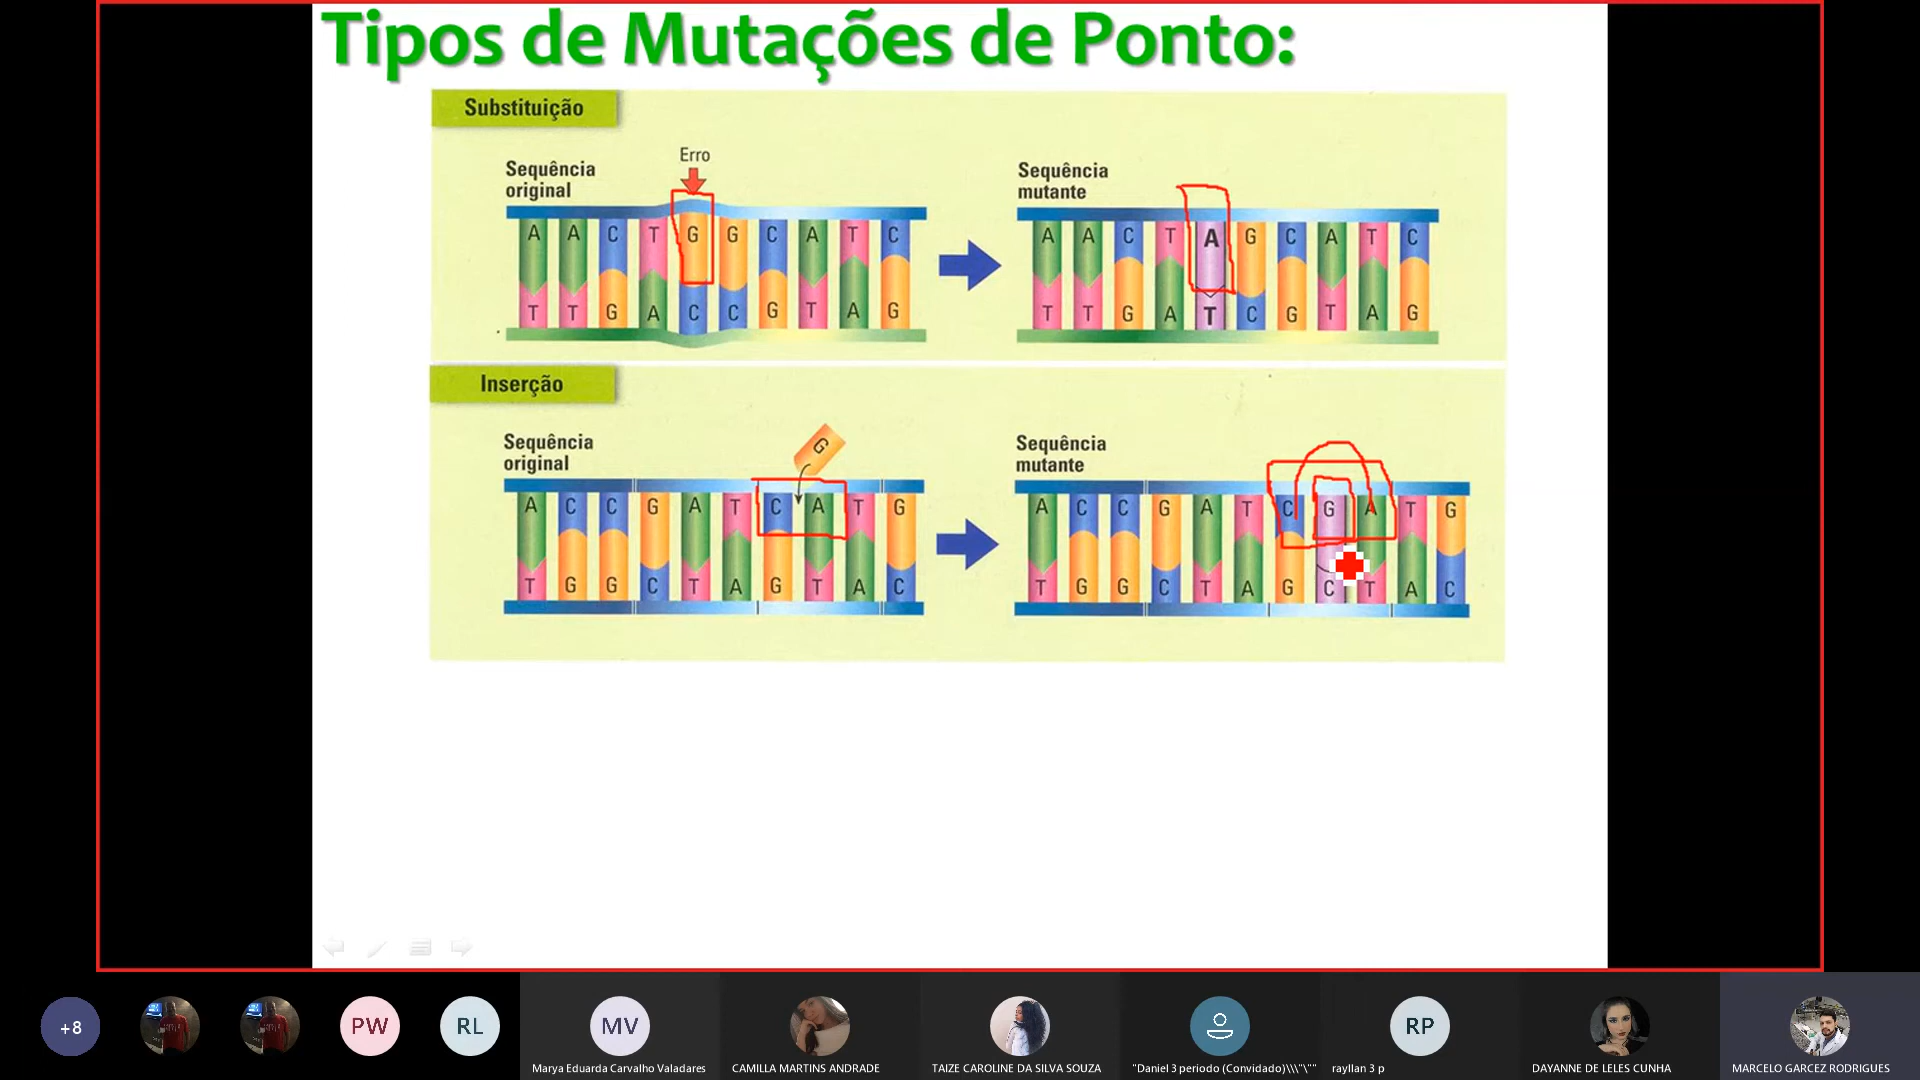 Tipos de Mutações de Ponto:
Substituição
Erro
Sequência
original
A A C T G G C A T C
T T G A C C G T A G
Sequência
mutante
A A C T A G C A T C
T T G A T C G T A G
Inserção
G
Sequência
original
A C C G A T C A T G
T G G C T A G T A C
Sequência
mutante
A C C G A T C G A T G
T G G C T A G C T A C
+8
PW
RL
MV
Marya Eduarda Carvalho Valadares
CAMILLA MARTINS ANDRADE
TAIZE CAROLINE DA SILVA SOUZA
"Daniel 3 periodo (Convidado)\\\"\""
RP
rayllan 3 p
DAYANNE DE LELES CUNHA
MARCELO GARCEZ RODRIGUES